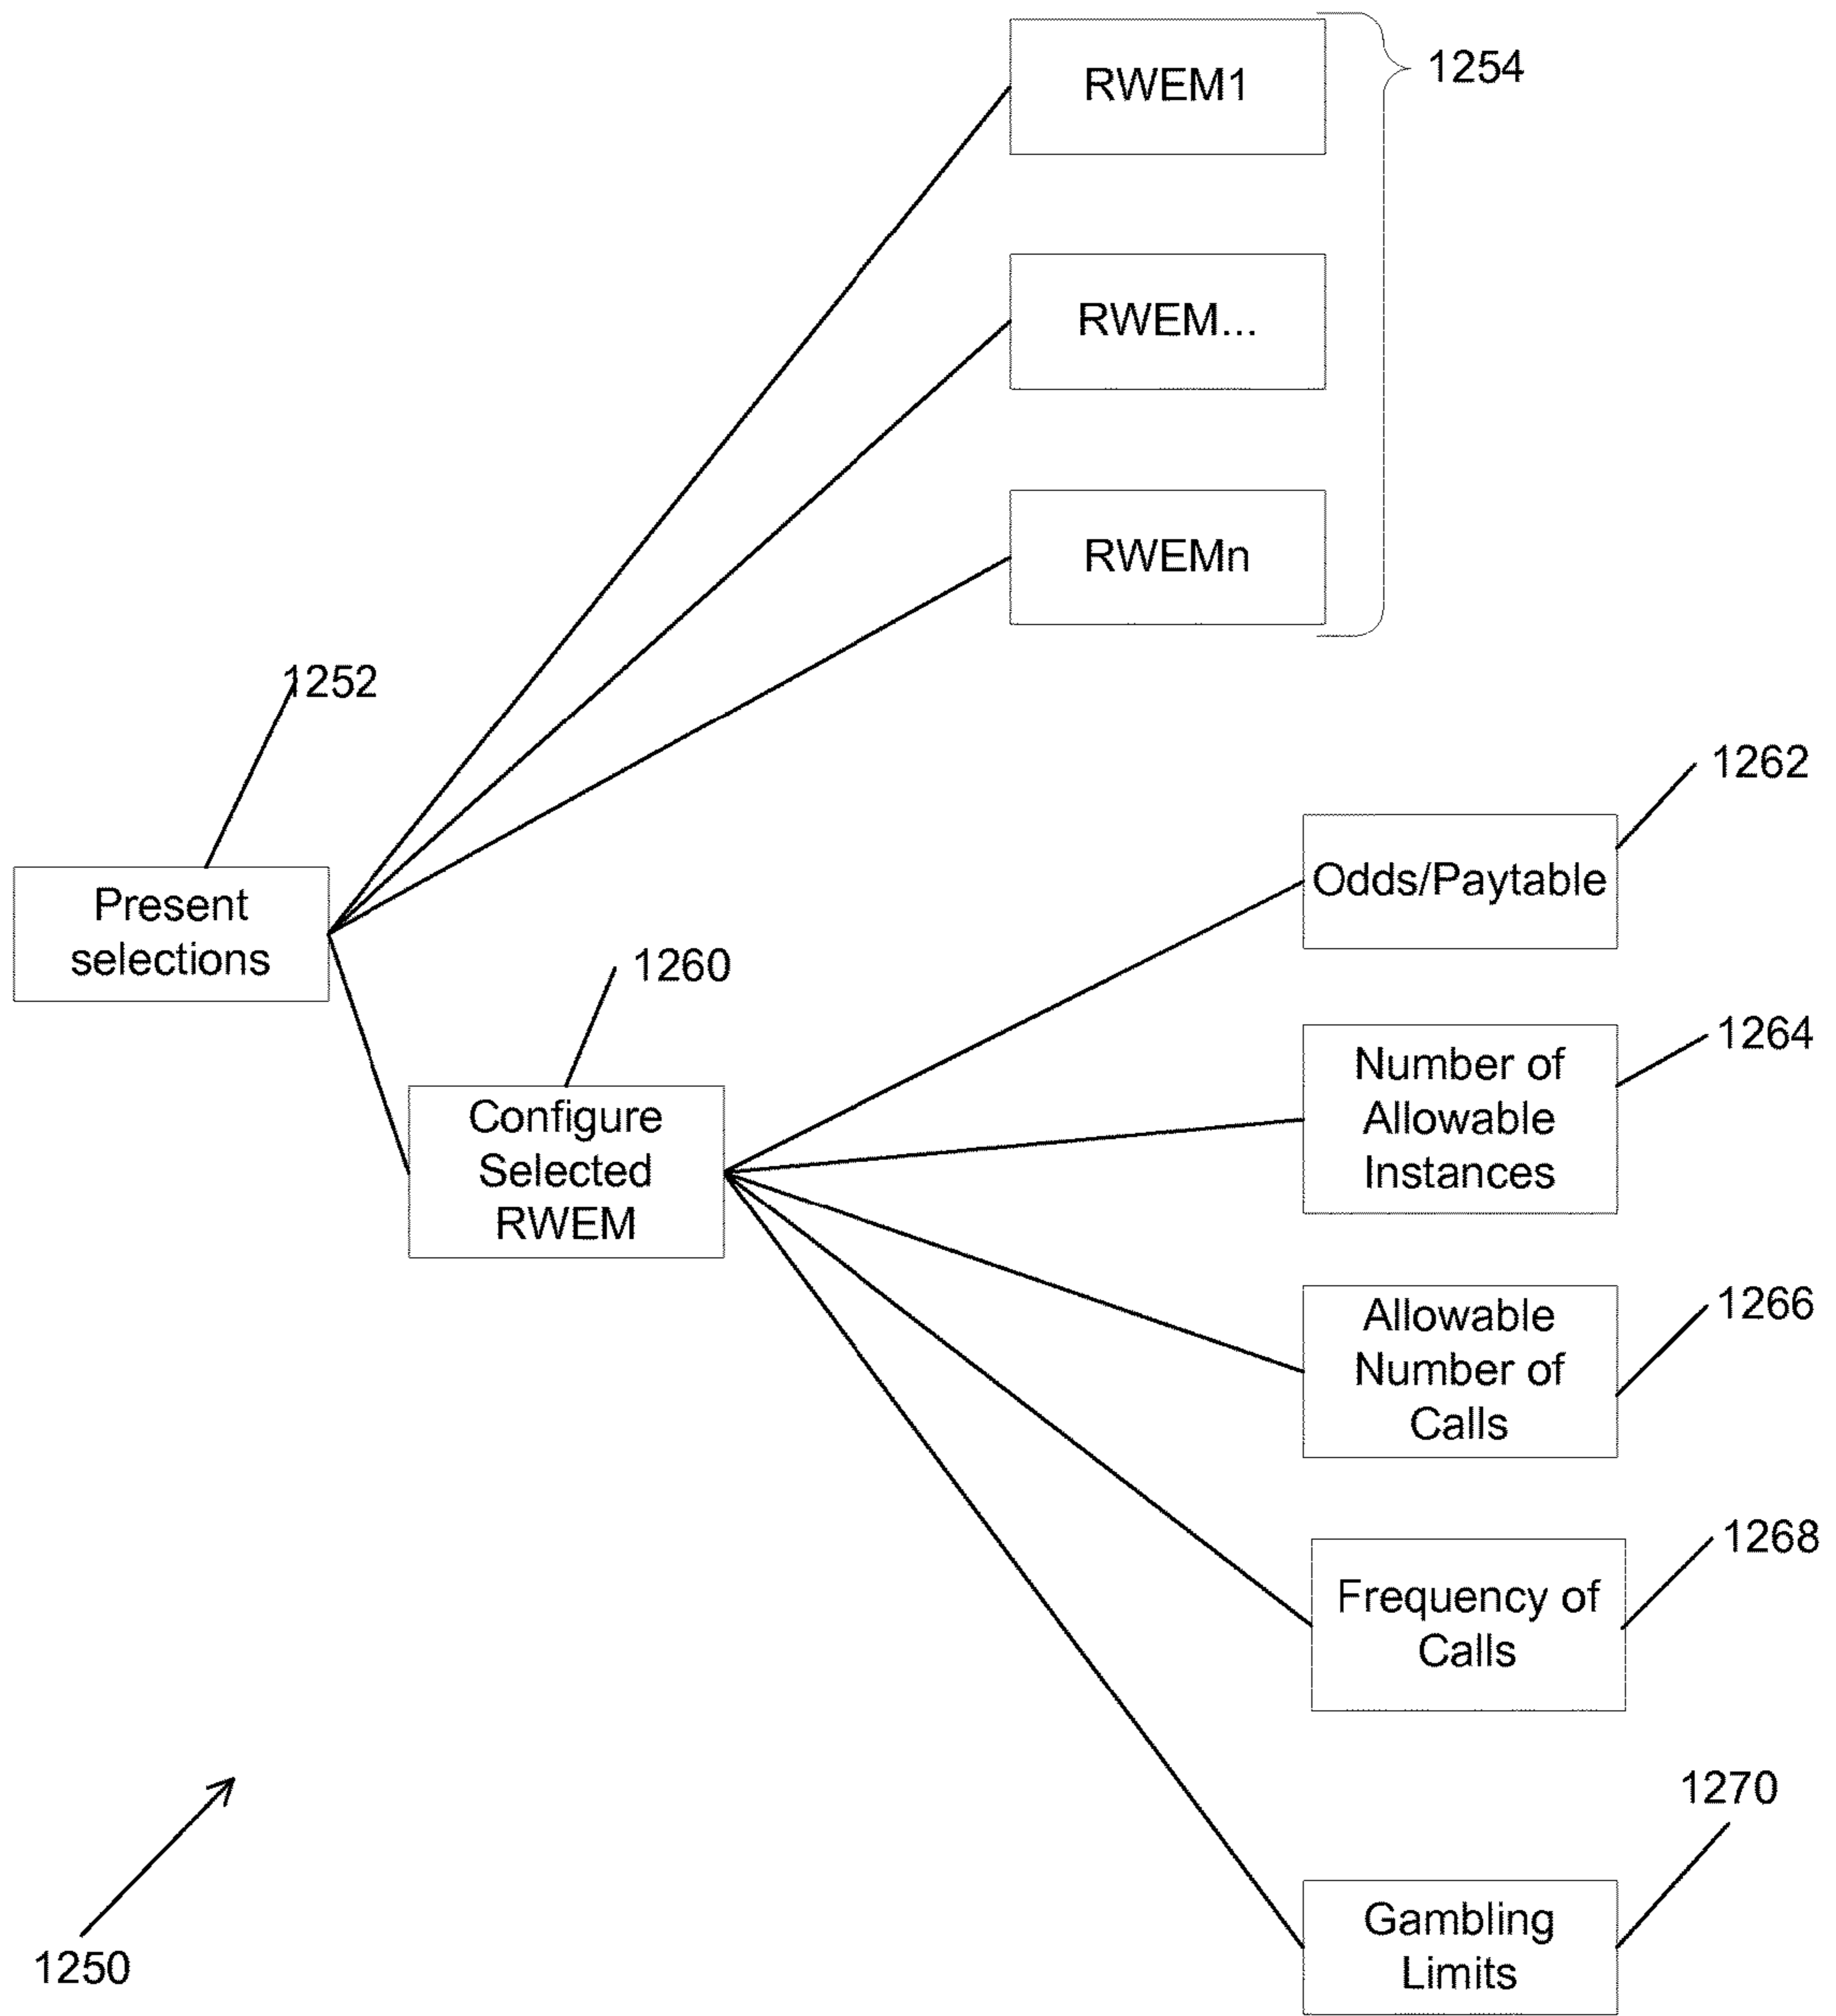 RWEM1
1254
RWEM...
RWEMn
1252
Present
selections
1260
Configure
Selected
RWEM
1262
Odds/Paytable
1264
Number of
Allowable
Instances
1266
Allowable
Number of
Calls
1268
Frequency of
Calls
1270
Gambling
Limits
1250